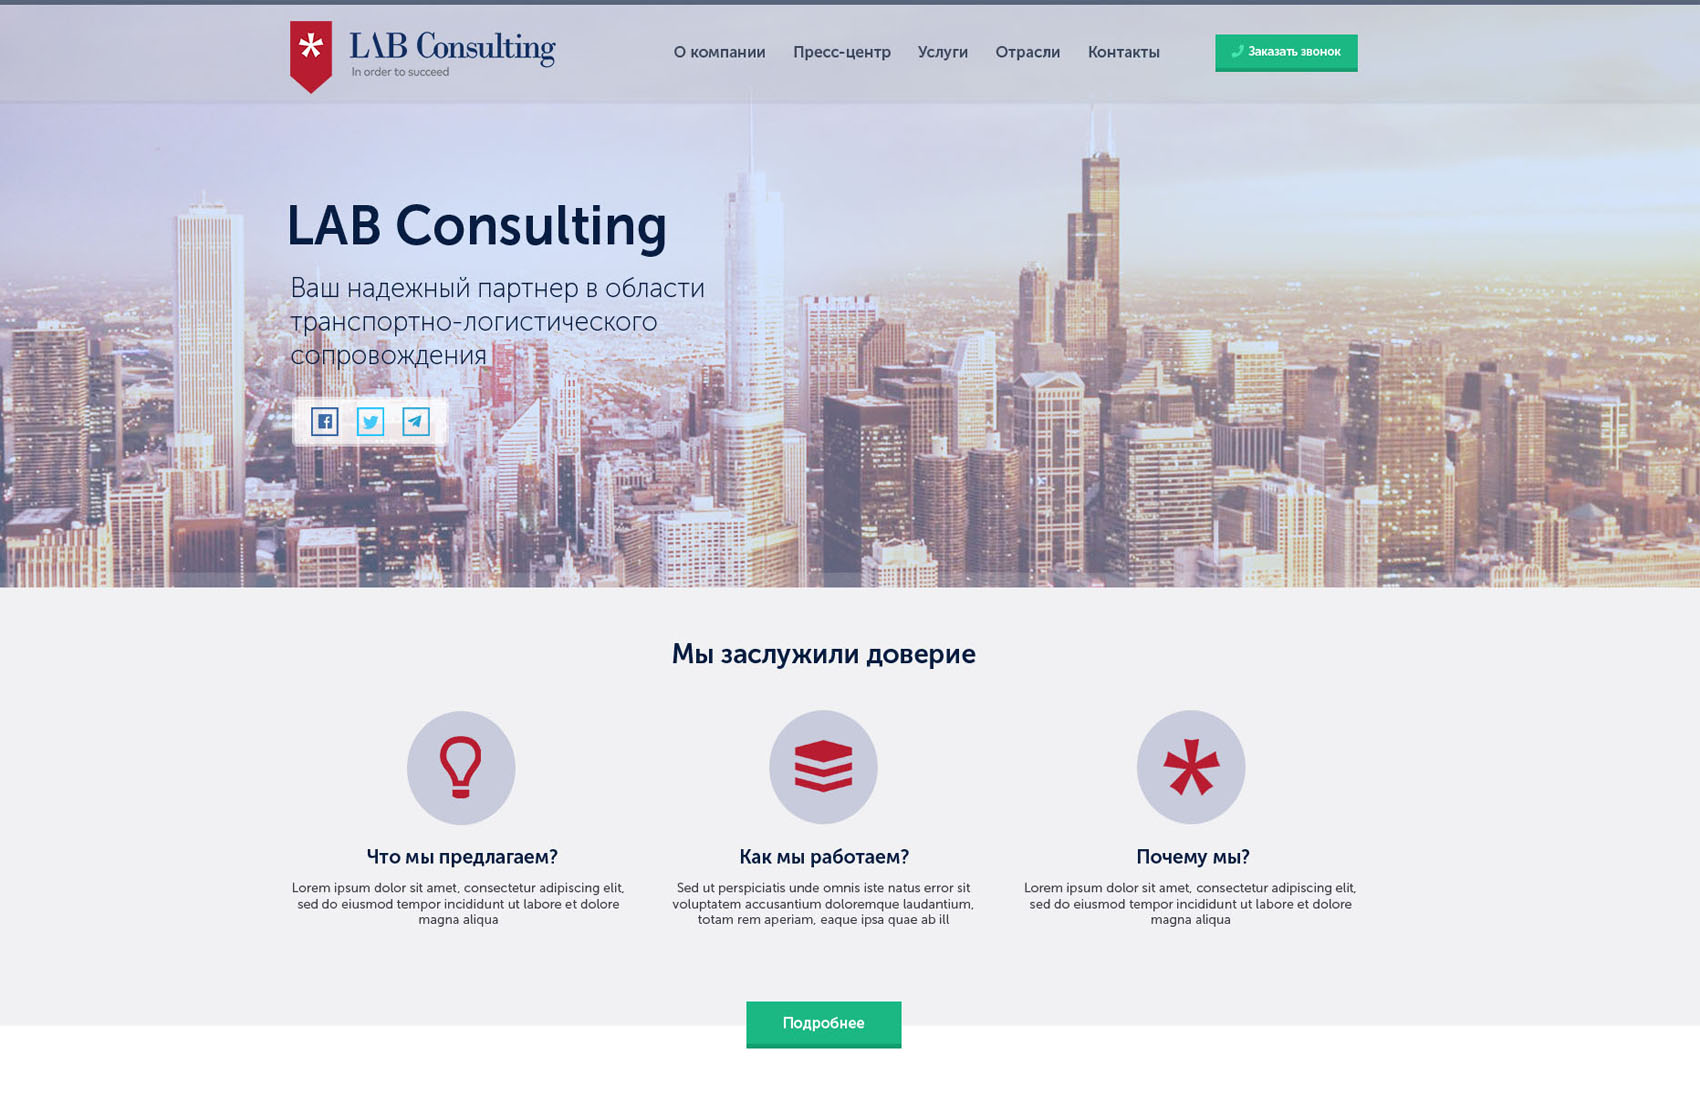 LAB Consulting
In order to succeed
О компании Пресс-центр Услуги Отрасли Контакты
Заказать звонок
LAB Consulting
Ваш надежный партнер в области
транспортно-логистического
сопровождения
Мы заслужили доверие
Что мы предлагаем?
Lorem ipsum dolor sit amet, consectetur adipiscing elit,
sed do eiusmod tempor incididunt ut labore et dolore
magna aliqua
Как мы работаем?
Sed ut perspiciatis unde omnis iste natus error sit
voluptatem accusantium doloremque laudantium,
totam rem aperiam, eaque ipsa quae ab ill
Почему мы?
Lorem ipsum dolor sit amet, consectetur adipiscing elit,
sed do eiusmod tempor incididunt ut labore et dolore
magna aliqua
Подробнее